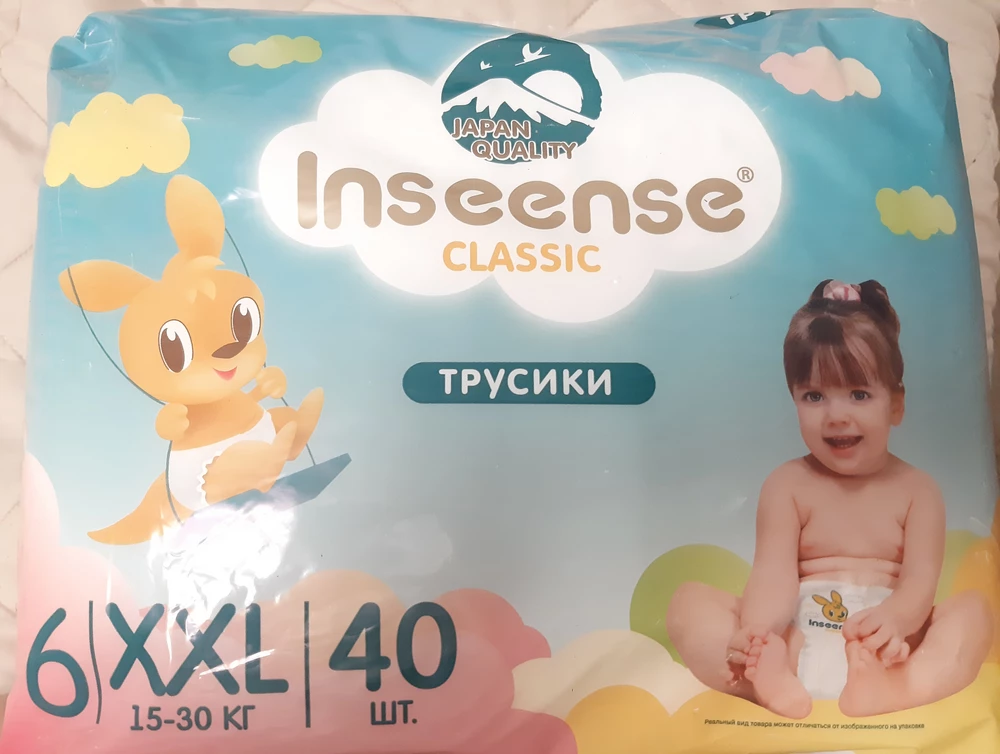 JAPAN
QUALITY
Inseense®
CLASSIC
ТРУСИКИ
6 XXL 40
15-30 КГ ШТ.
Реальный вид товара может отличаться от изображенного на упаковке